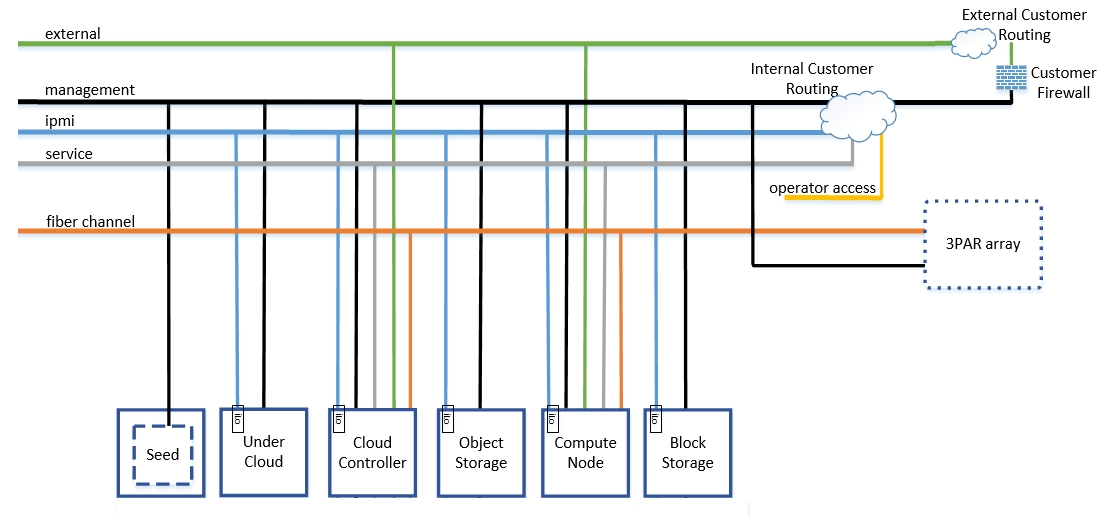 External Customer
Routing
external
Internal Customer
Routing
Customer
Firewall
management
ipmi
service
operator access
fiber channel
3PAR array
ilo
ilo
ilo
ilo
ilo
Seed
Under
Cloud
Cloud
Controller
Object
Storage
Compute
Node
Block
Storage